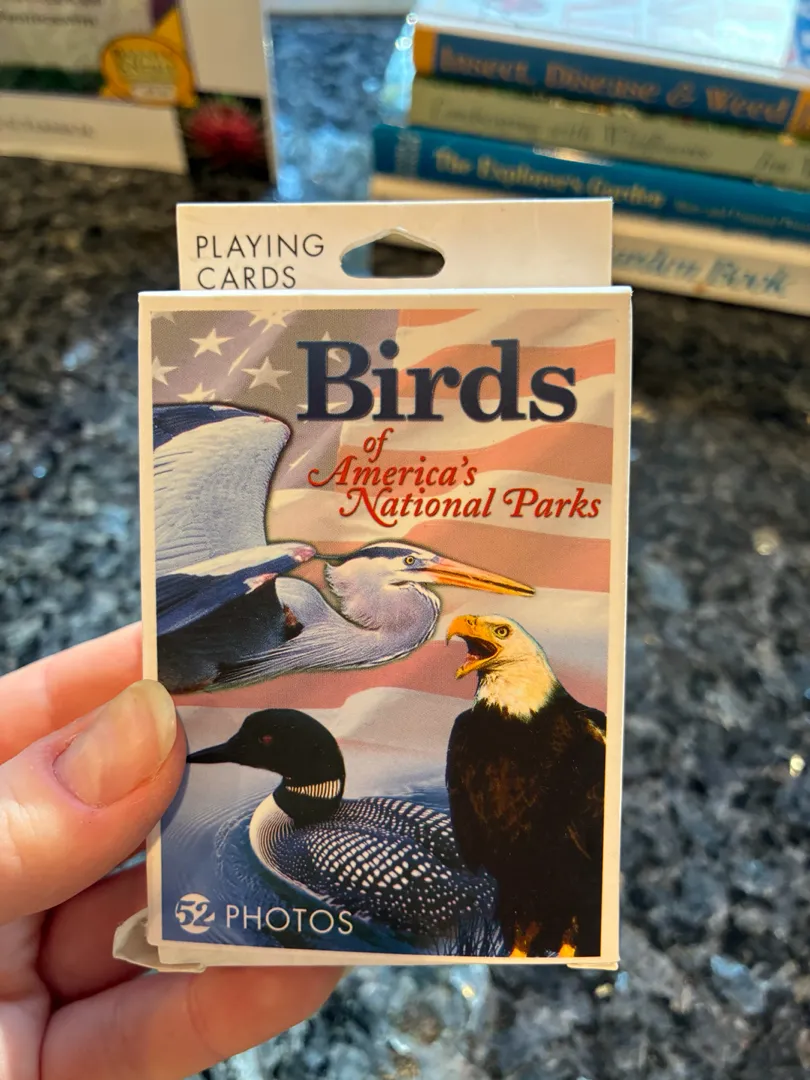 Insect, Disease & Weed
The Explorer's Garden
PLAYING
CARDS
Birds
of
America's
National Parks
52 PHOTOS